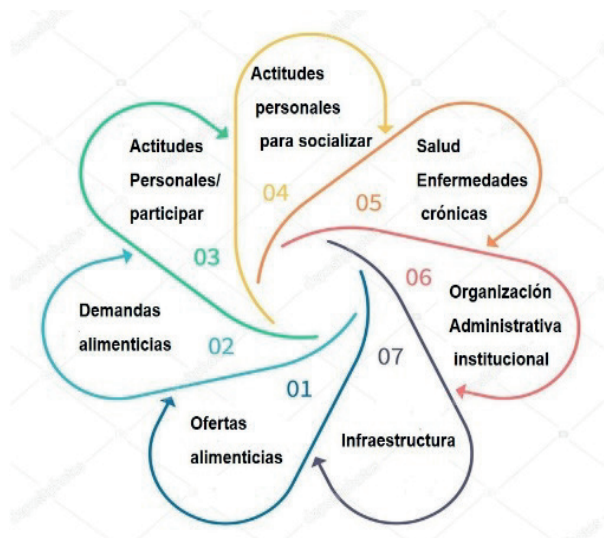 Actitudes
personales
para socializar
04
Actitudes
Personales/
participar
03
Salud
Enfermedades
crónicas
05
Demandas
alimenticias
02
Organización
Administrativa
institucional
06
Ofertas
alimenticias
01
Infraestructura
07